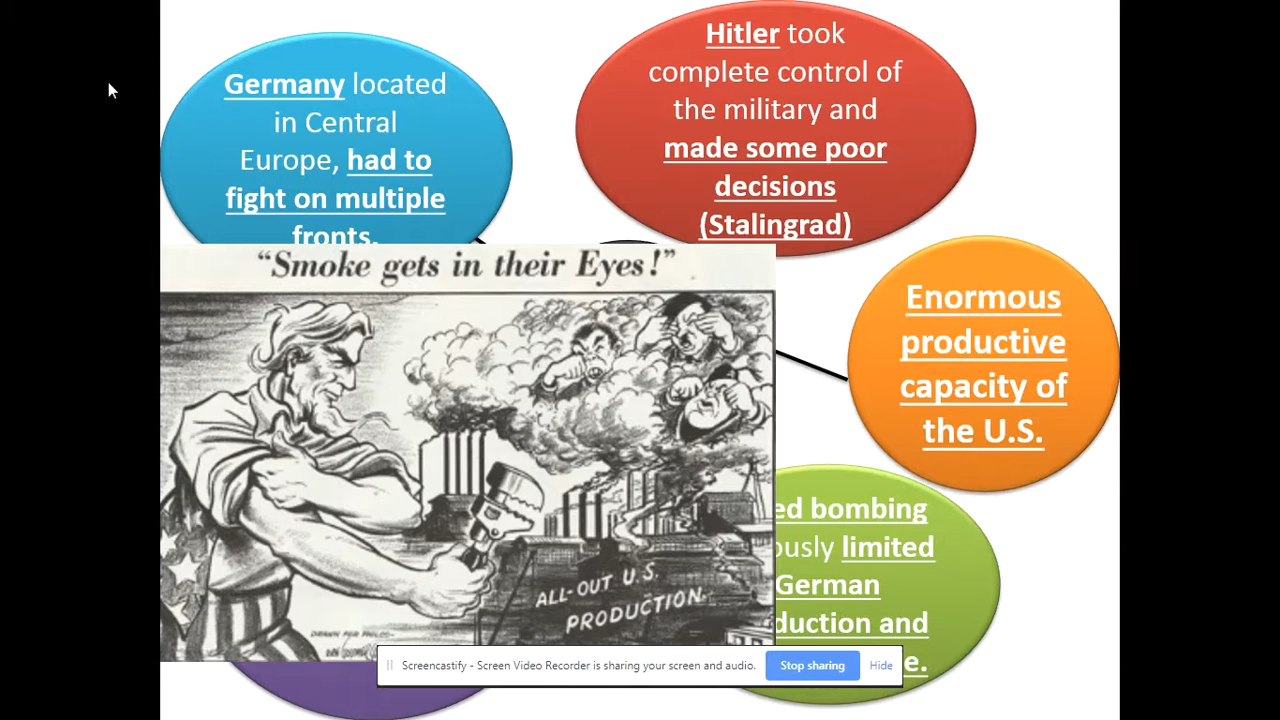 Germany located
in Central
Europe, had to
fight on multiple
fronts.
Hitler took
complete control of
the military and
made some poor
decisions
(Stalingrad)
"Smoke gets in their Eyes!"
Enormous
productive
capacity of
the U.S.
ALL-OUT U.S.
PRODUCTION.
ed bombing
ously limited
German
duction and
e.
Screencastify - Screen Video Recorder is sharing your screen and audio.
Stop sharing
Hide